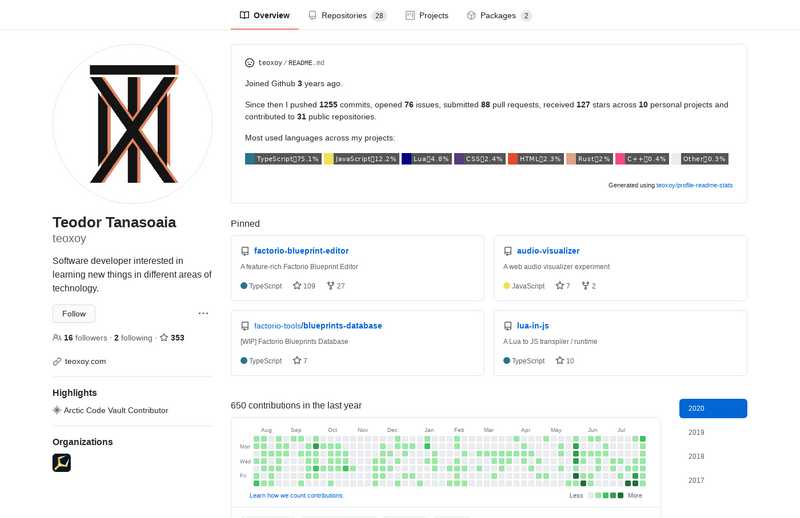 Overview
Repositories 28
Projects
Packages 2
teoxoy/README.md
Joined Github 3 years ago.
Since then I pushed 1255 commits, opened 76 issues, submitted 88 pull requests, received 127 stars across 10 personal projects and
contributed to 31 public repositories.
Most used languages across my projects:
TypeScript 75.1% JavaScript 12.2% Lua 4.8% CSS 2.4% HTML 2.3% Rust 2% C++ 0.4% Other 0.3%
Generated using teoxoy/profile-readme-stats
Teodor Tanasoaia
teoxoy
Software developer interested in
learning new things in different areas of
technology.
Follow
16 followers · 2 following · 353
teoxoy.com
Highlights
Arctic Code Vault Contributor
Organizations
Pinned
factorio-blueprint-editor
A feature-rich Factorio Blueprint Editor
TypeScript 109 27
audio-visualizer
A web audio visualizer experiment
JavaScript 7 2
factorio-tools/blueprints-database
[WIP] Factorio Blueprints Database
TypeScript 7
lua-in-js
A Lua to JS transpiler / runtime
TypeScript 10
650 contributions in the last year
Aug Sep Oct Nov Dec Jan Feb Mar Apr May Jun Jul
Mon
Wed
Fri
Learn how we count contributions.
Less More
2020
2019
2018
2017